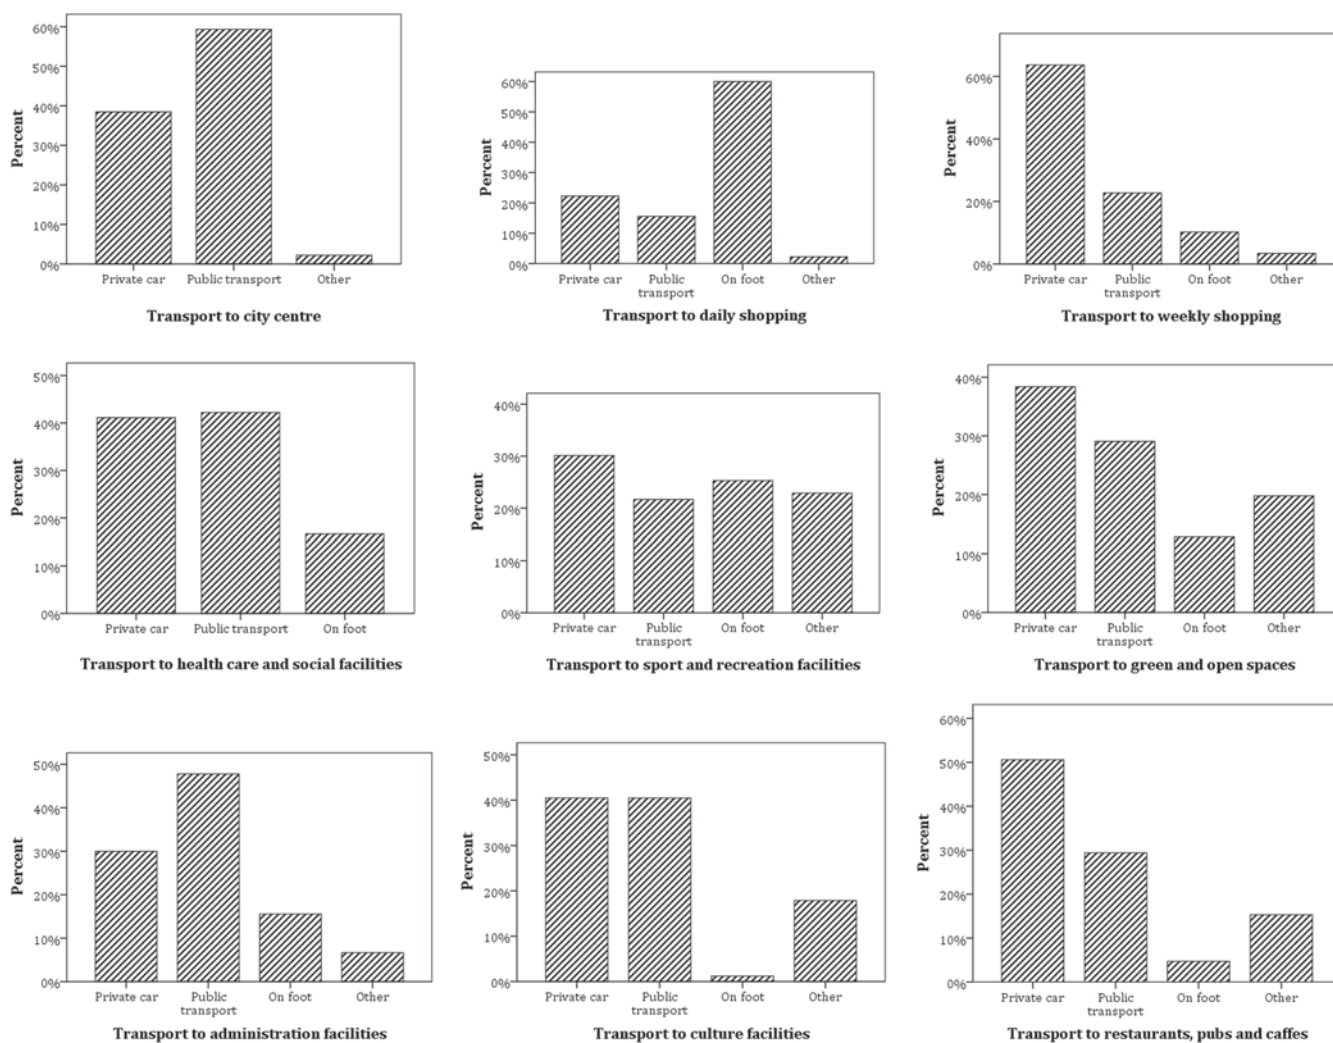 60%
50%
40%
30%
20%
10%
0%
Percent
Private car
Public transport
Other
Transport to city centre
60%
50%
40%
30%
20%
10%
0%
Percent
Private car
Public
transport
On foot
Other
Transport to daily shopping
60%
40%
20%
0%
Percent
Private car
Public
transport
On foot
Other
Transport to weekly shopping
50%
40%
30%
20%
10%
0%
Percent
Private car
Public transport
On foot
Transport to health care and social facilities
40%
30%
20%
10%
0%
Percent
Private car
Public
transport
On foot
Other
Transport to sport and recreation facilities
40%
30%
20%
10%
0%
Percent
Private car
Public
transport
On foot
Other
Transport to green and open spaces
50%
40%
30%
20%
10%
0%
Percent
Private car
Public
transport
On foot
Other
Transport to administration facilities
50%
40%
30%
20%
10%
0%
Percent
Private car
Public
transport
On foot
Other
Transport to culture facilities
60%
50%
40%
30%
20%
10%
0%
Percent
Private car
Public
transport
On foot
Other
Transport to restaurants, pubs and caffes